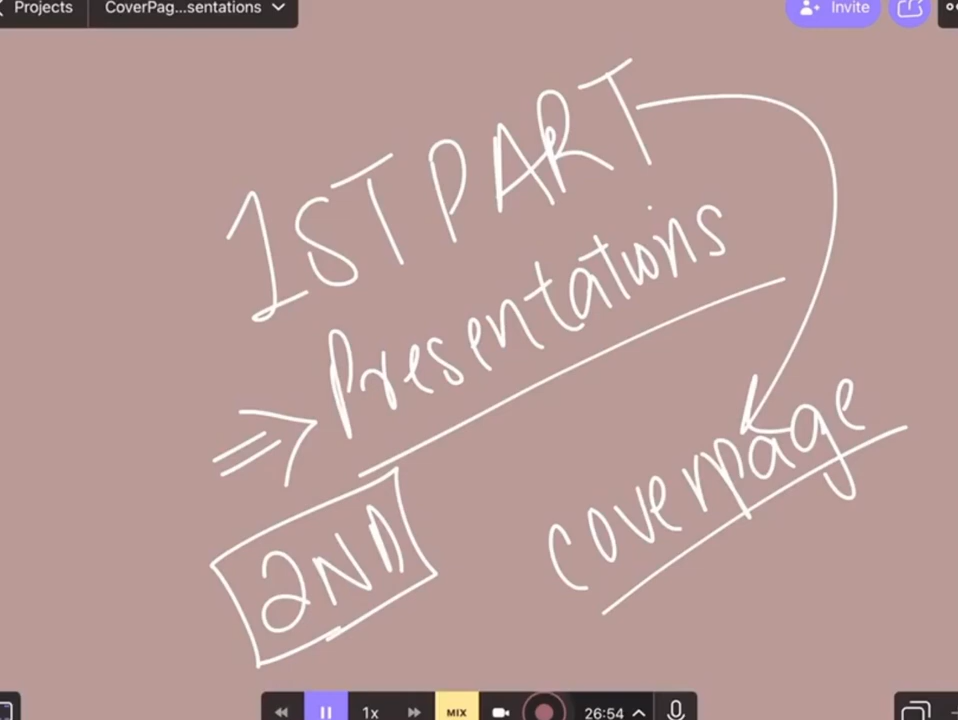 Projects
CoverPag...sentations
Invite
1ST PART
Presentations
coverpage
2ND
1x
MIX
26:54